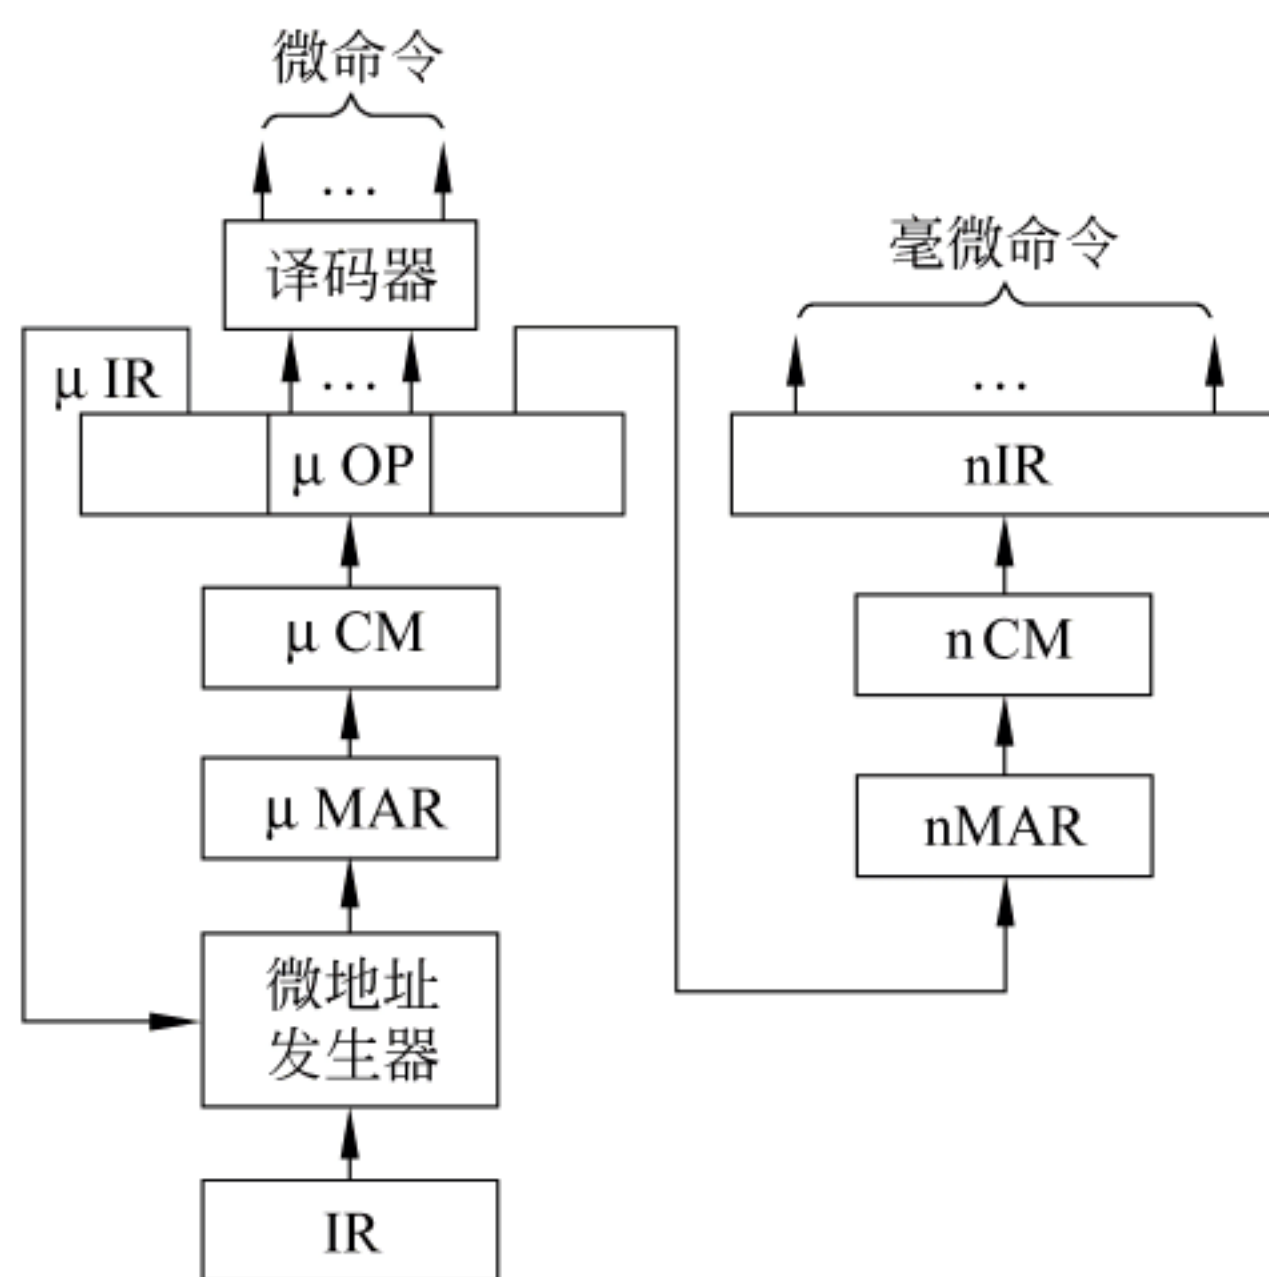 微命令
…
译码器
毫微命令
μ IR
…
…
μ OP
nIR
μ CM
n CM
μ MAR
nMAR
微地址
发生器
IR